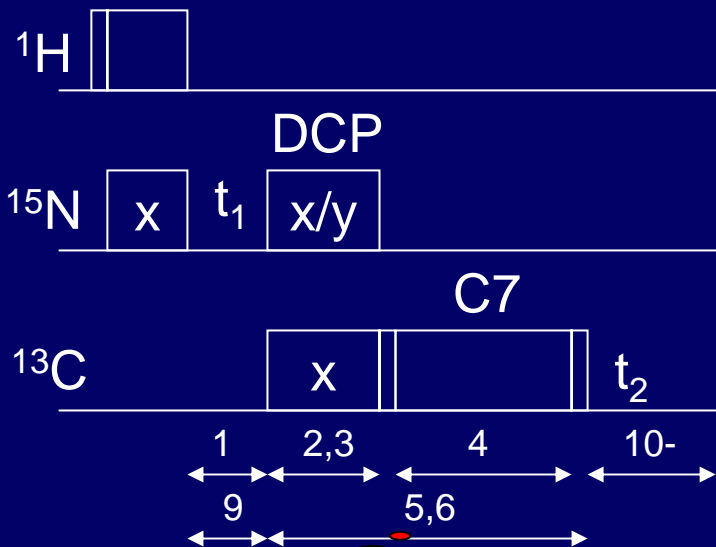 ¹H
DCP
¹⁵N x t₁ x/y
C7
¹³C x t₂
1 2,3 4 10-
9 5,6